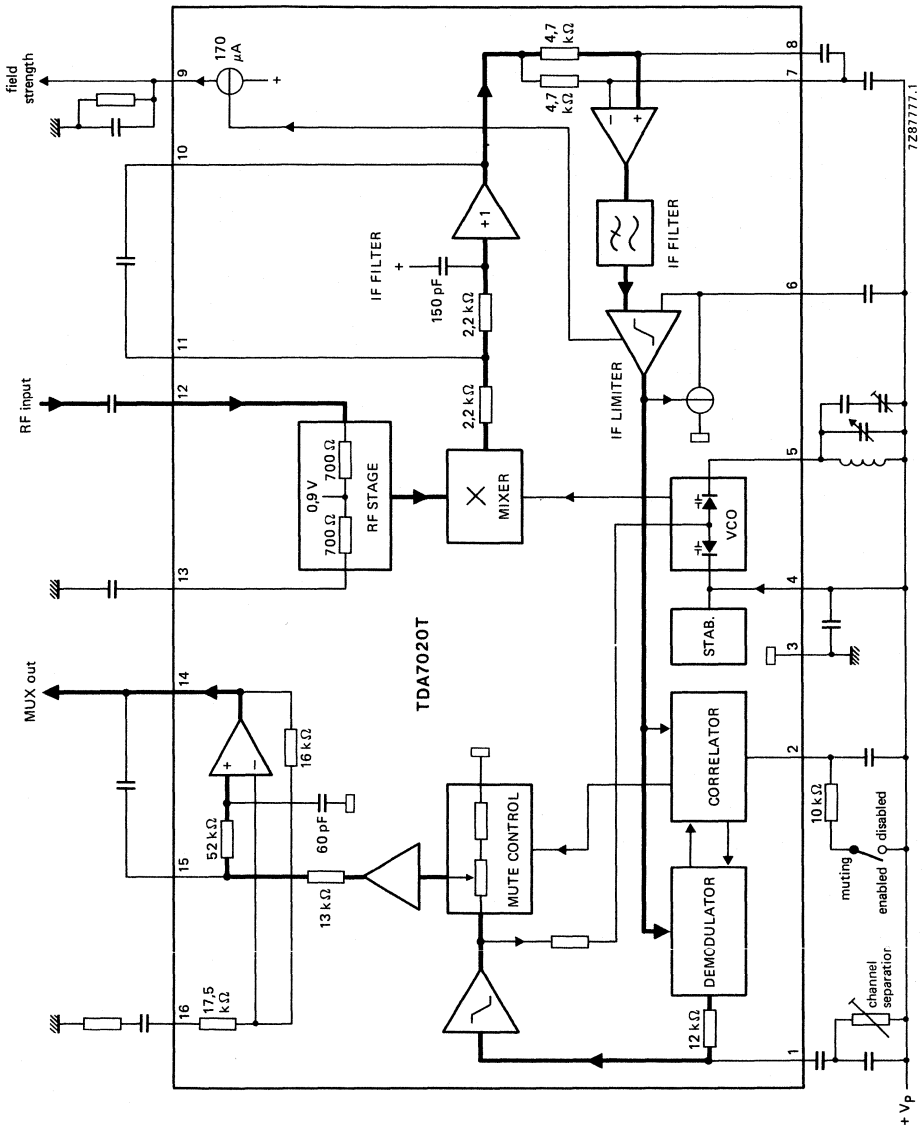 field
strength
9
170
µA
+
10
11
RF input
12
13
MUX out
14
15
16
4,7
kΩ
4,7
kΩ
8
7
−
+
+1
IF FILTER
+
150 pF
2,2 kΩ
2,2 kΩ
IF FILTER
IF LIMITER
6
700 Ω
0,9 V
700 Ω
RF STAGE
MIXER
VCO
5
STAB.
4
3
TDA7020T
+
−
16 kΩ
52 kΩ
60 pF
13 kΩ
17,5
kΩ
MUTE CONTROL
CORRELATOR
2
DEMODULATOR
12 kΩ
1
10 kΩ
muting
enabled
disabled
channel
separation
+ VP
7Z87777.1